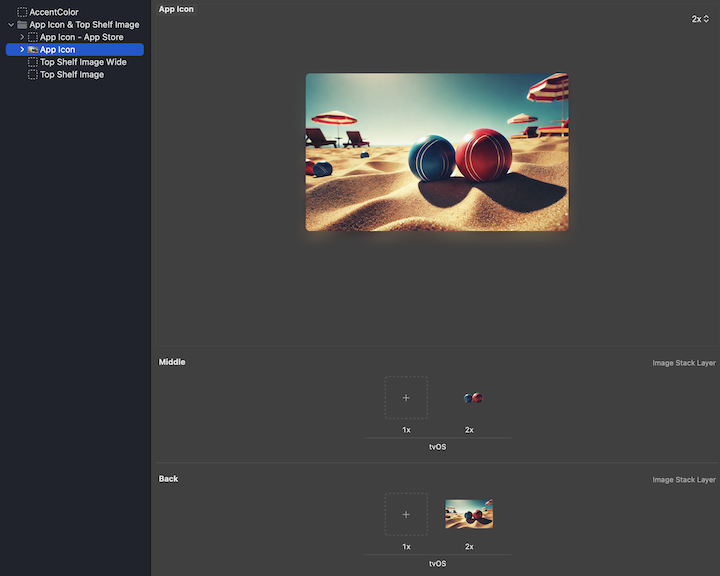 AccentColor
App Icon & Top Shelf Image
App Icon - App Store
App Icon
Top Shelf Image Wide
Top Shelf Image
App Icon
2x
Middle
Image Stack Layer
1x
2x
tvOS
Back
Image Stack Layer
1x
2x
tvOS